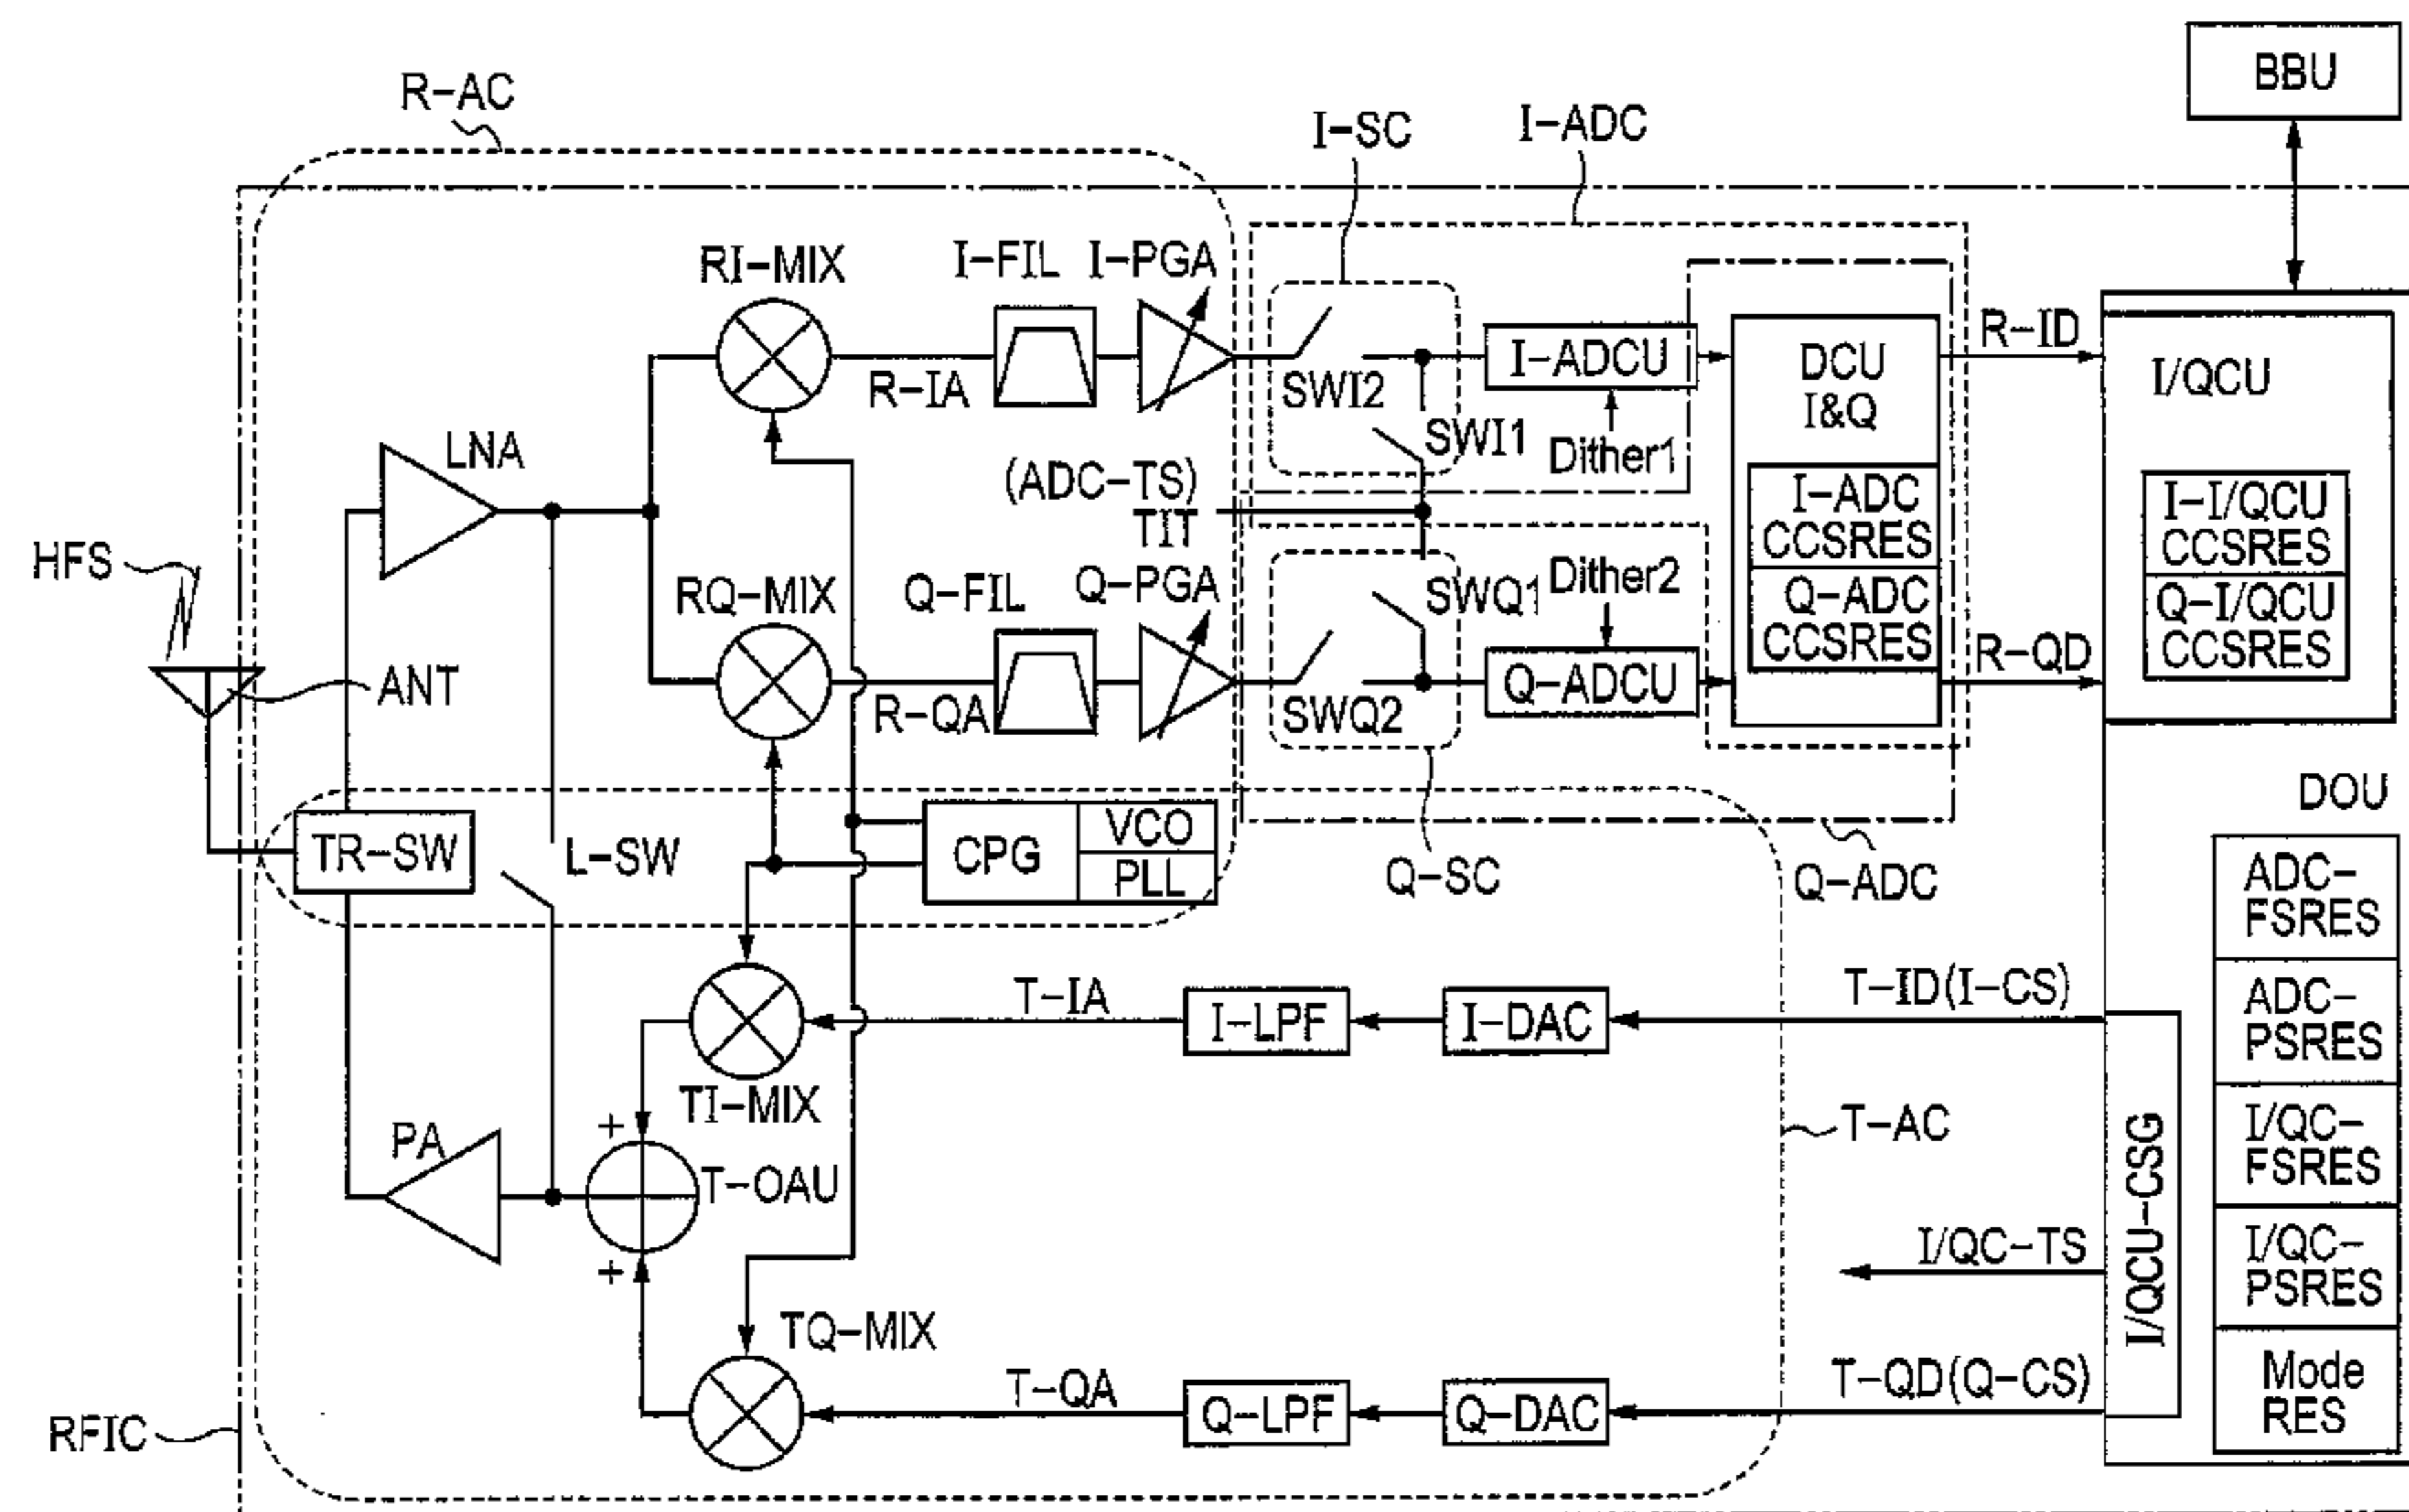 BBU
R-AC
I-SC
I-ADC
RI-MIX
I-FIL
I-PGA
R-ID
DCU
I&Q
I/QCU
R-IA
SWI2
I-ADCU
SWI1
Dither1
LNA
(ADC-TS)
TIT
I-ADC
CCSRES
Q-ADC
CCSRES
I-I/QCU
CCSRES
Q-I/QCU
CCSRES
HFS
RQ-MIX
Q-FIL
Q-PGA
SWQ1
Dither2
R-QD
ANT
R-QA
SWQ2
Q-ADCU
DOU
TR-SW
L-SW
CPG
VCO
PLL
Q-SC
Q-ADC
ADC-
FSRES
ADC-
PSRES
I/QC-
FSRES
I/QC-
PSRES
Mode
RES
T-IA
I-LPF
I-DAC
T-ID(I-CS)
TI-MIX
PA
+
T-OAU
+
T-AC
I/QCU-CSG
I/QC-TS
TQ-MIX
T-QA
Q-LPF
Q-DAC
T-QD(Q-CS)
RFIC